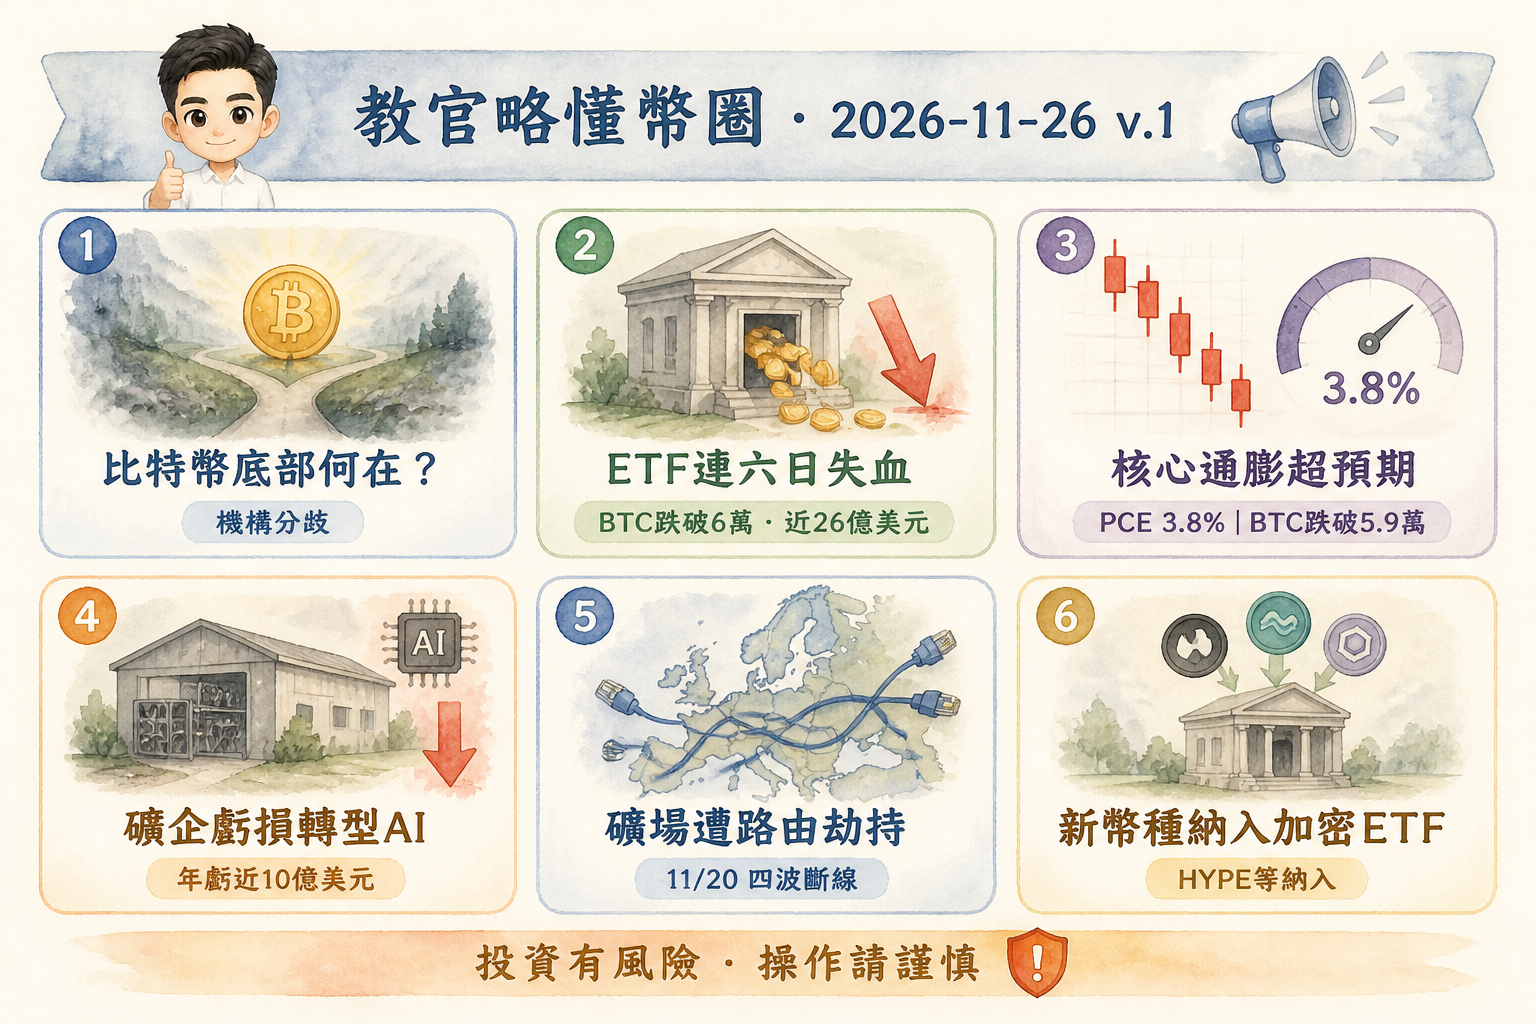 教官略懂幣圈 · 2026-11-26 v.1
1
比特幣底部何在？
機構分歧
2
ETF連六日失血
BTC跌破6萬 · 近26億美元
3
3.8%
核心通膨超預期
PCE 3.8% | BTC跌破5.9萬
4
AI
礦企虧損轉型AI
年虧近10億美元
5
礦場遭路由劫持
11/20 四波斷線
6
新幣種納入加密ETF
HYPE等納入
投資有風險 · 操作請謹慎